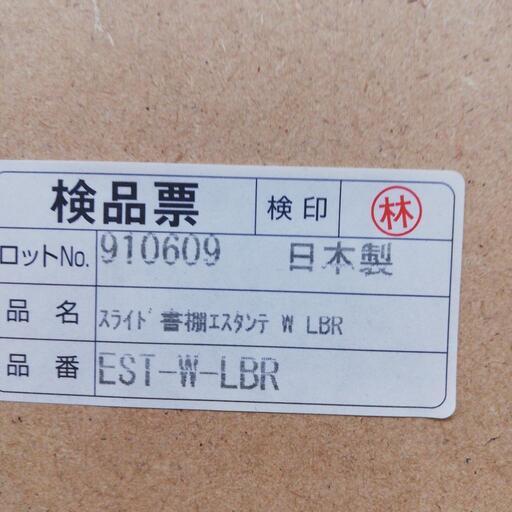 検品票 検印 林
ロットNo. 910609 日本製
品名 ｽﾗｲﾄﾞ書棚ｴｽﾀﾝﾃ W LBR
品番 EST-W-LBR